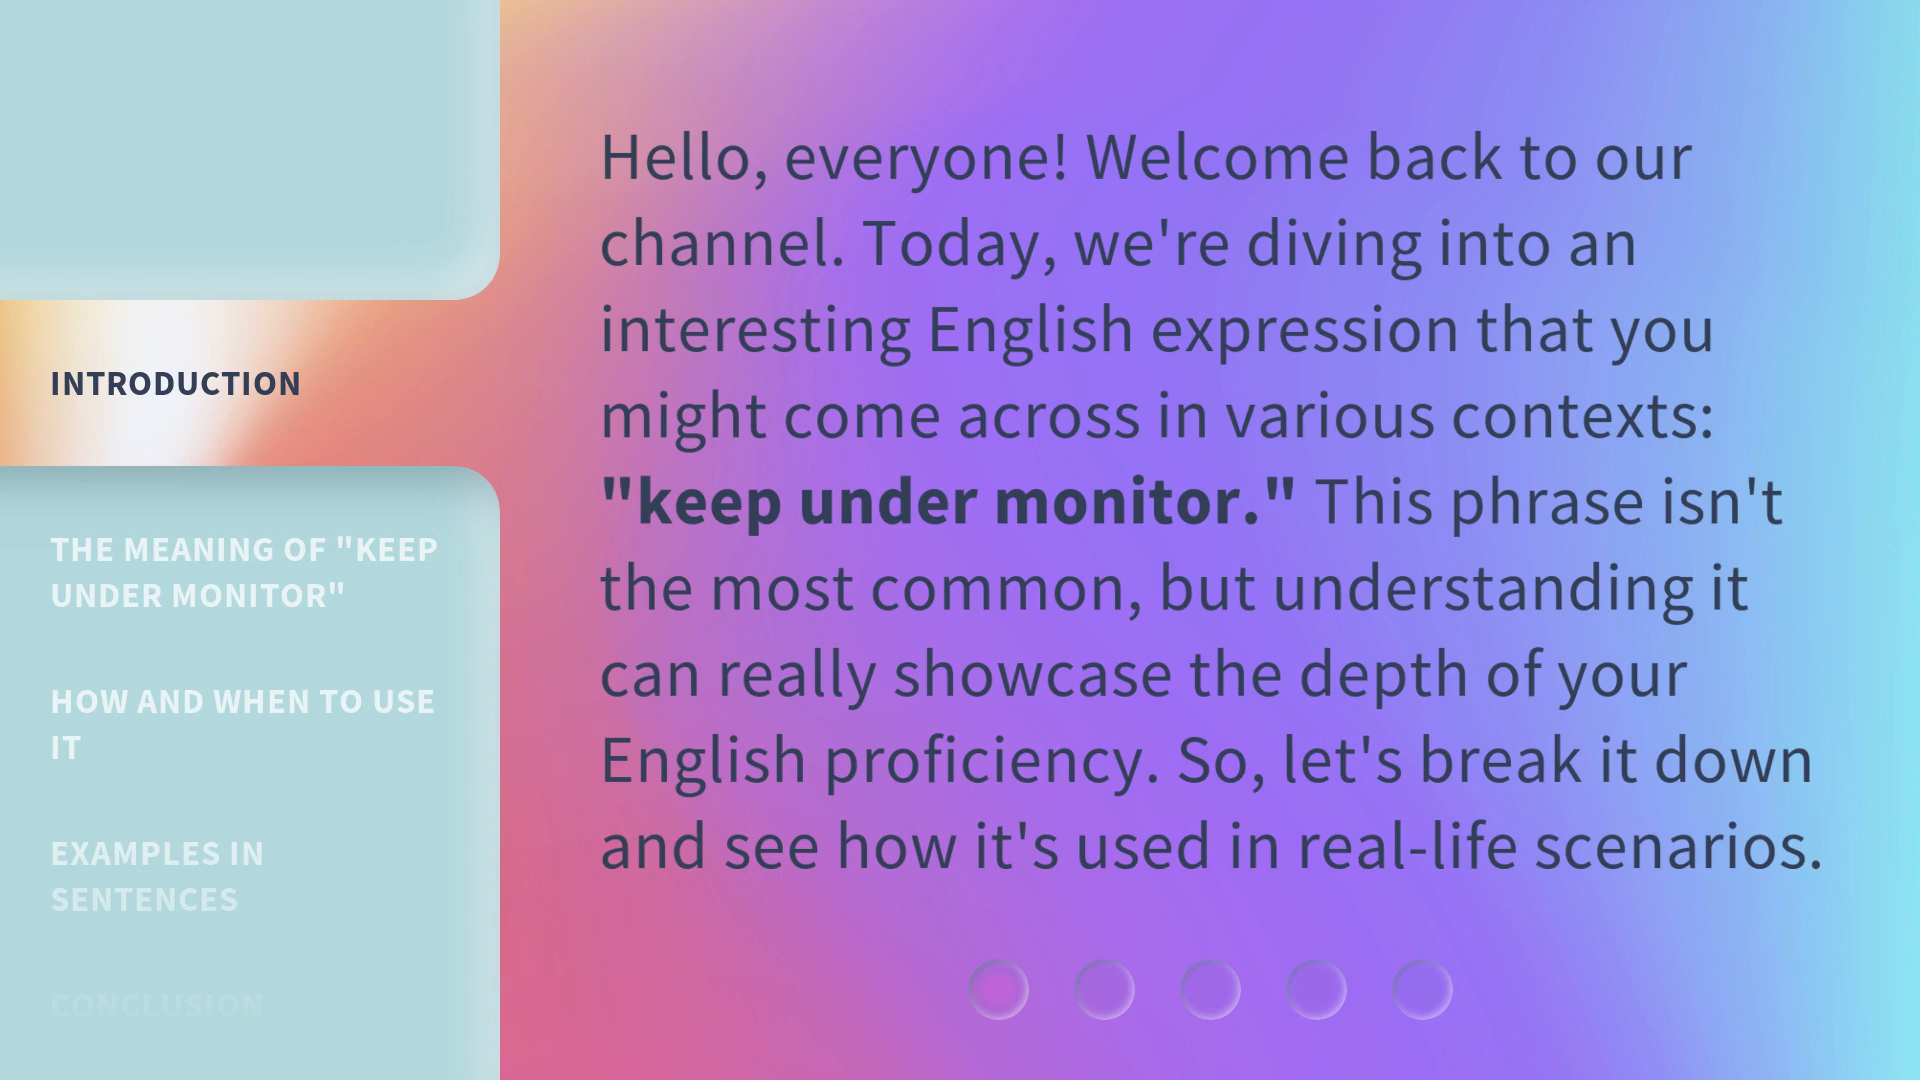 INTRODUCTION
THE MEANING OF "KEEP
UNDER MONITOR"
HOW AND WHEN TO USE
IT
EXAMPLES IN
SENTENCES
CONCLUSION
Hello, everyone! Welcome back to our
channel. Today, we're diving into an
interesting English expression that you
might come across in various contexts:
"keep under monitor." This phrase isn't
the most common, but understanding it
can really showcase the depth of your
English proficiency. So, let's break it down
and see how it's used in real-life scenarios.